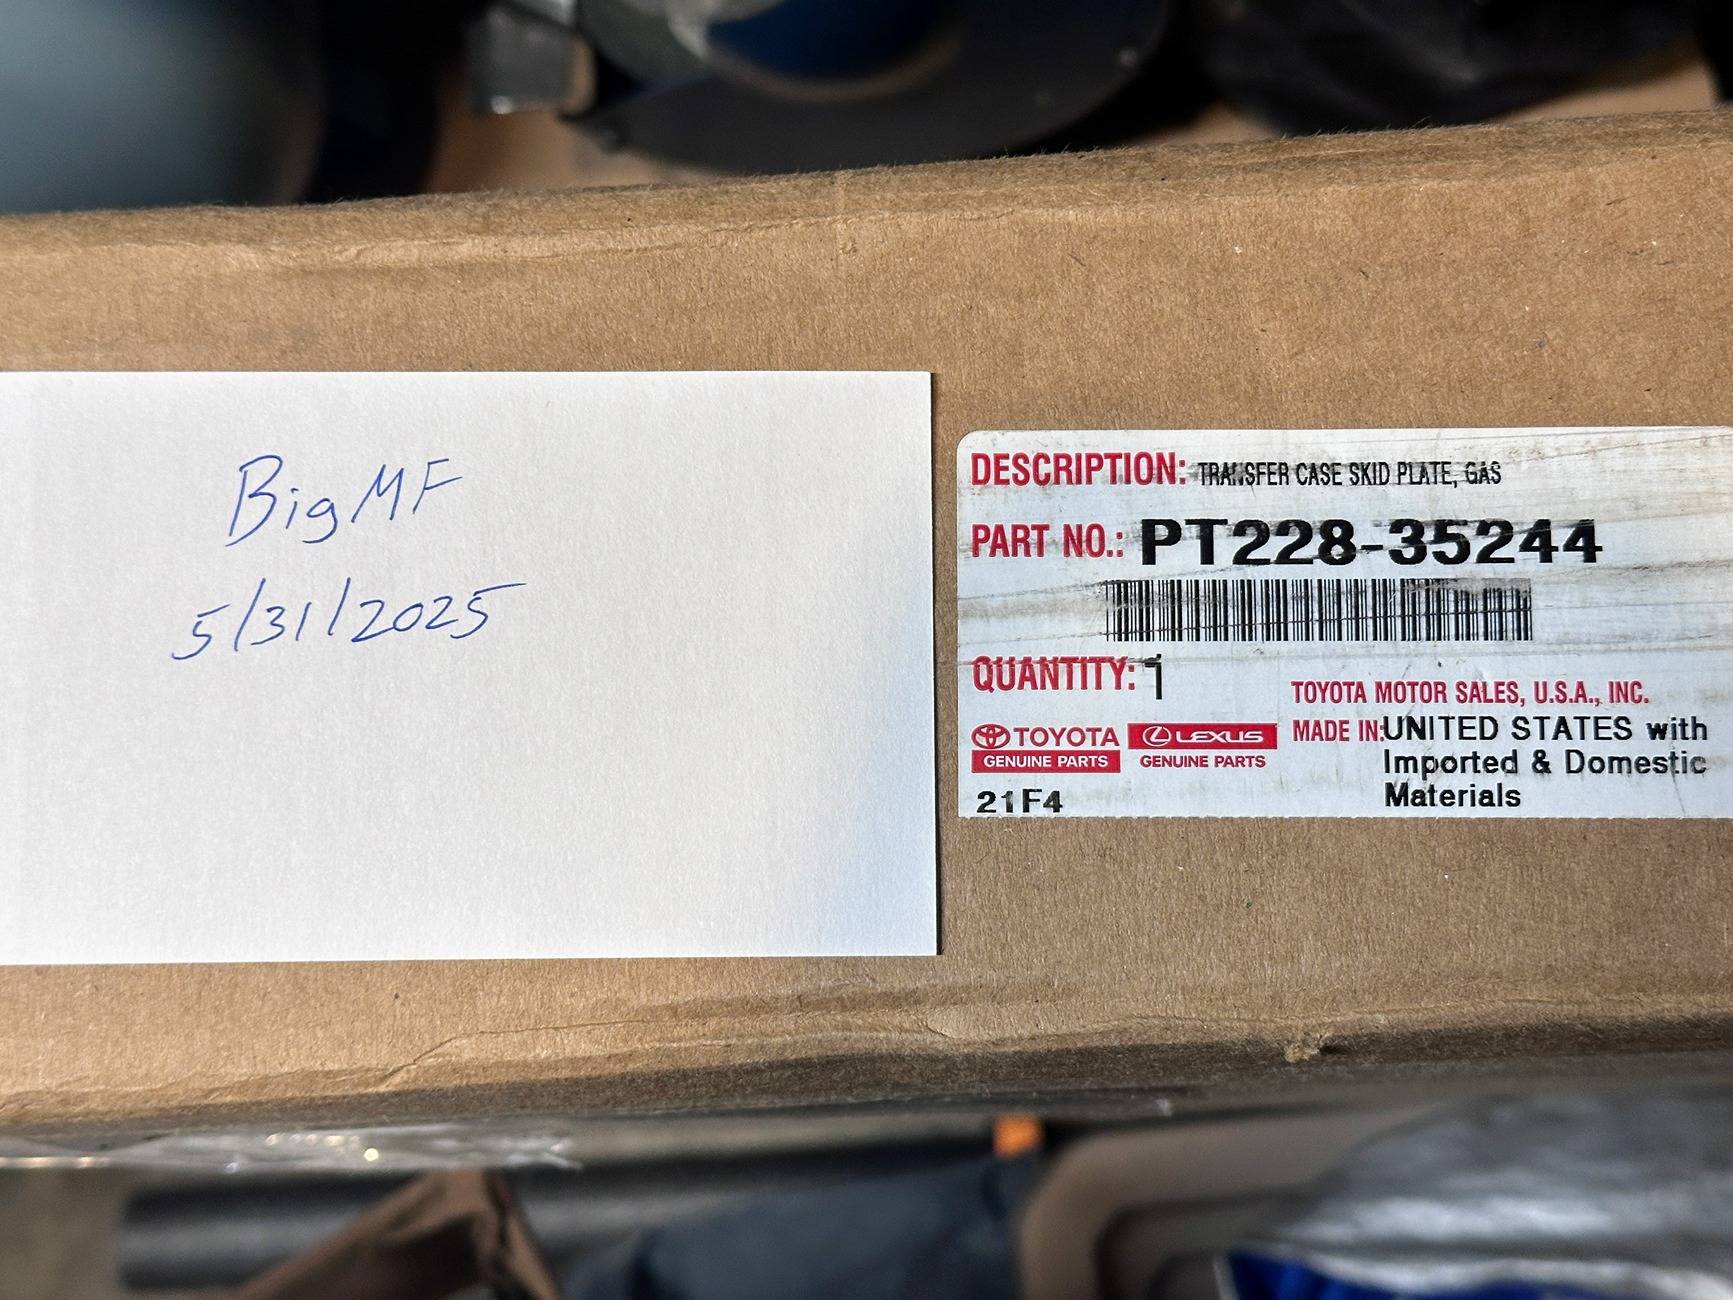 BigMF
5/31/2025
DESCRIPTION: TRANSFER CASE SKID PLATE, GAS
PART NO.: PT228-35244
QUANTITY: 1
TOYOTA MOTOR SALES, U.S.A., INC.
TOYOTA
GENUINE PARTS
LEXUS
GENUINE PARTS
MADE IN: UNITED STATES with
Imported & Domestic
Materials
21F4